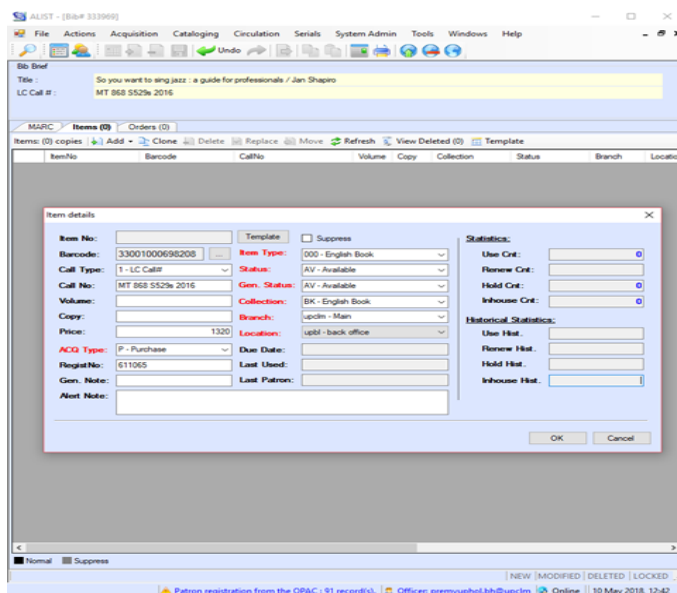 ALIST - [Bib# 333969]
File Actions Acquisition Cataloging Circulation Serials System Admin Tools Windows Help
Undo
Bib Brief
Title : So you want to sing jazz : a guide for professionals / Jan Shapiro
LC Call # : MT 868 S529s 2016
MARC Items (0) Orders (0)
Items: (0) copies Add Clone Delete Replace Move Refresh View Deleted (0) Template
ItemNo Barcode CallNo Volume Copy Collection Status Branch Locatic
Item details
Item No: Template Suppress Statistics:
Barcode: 33001000698208 ... Item Type: 000 - English Book Use Cnt: 0
Call Type: 1 - LC Call# Status: AV - Available Renew Cnt:
Call No: MT 868 S529s 2016 Gen. Status: AV - Available Hold Cnt: 0
Volume: Collection: BK - English Book Inhouse Cnt: 0
Copy: Branch: upclm - Main Historical Statistics:
Price: 1320 Location: upbl - back office Use Hist.
ACQ Type: P - Purchase Due Date: Renew Hist.
RegistNo: 611065 Last Used: Hold Hist.
Gen. Note: Last Patron: Inhouse Hist.
Alert Note:
OK Cancel
Normal Suppress
NEW MODIFIED DELETED LOCKED
Patron registration from the OPAC : 91 record(s). Officer: premyuphol.bh@upclm Online 10 May 2018, 12:42